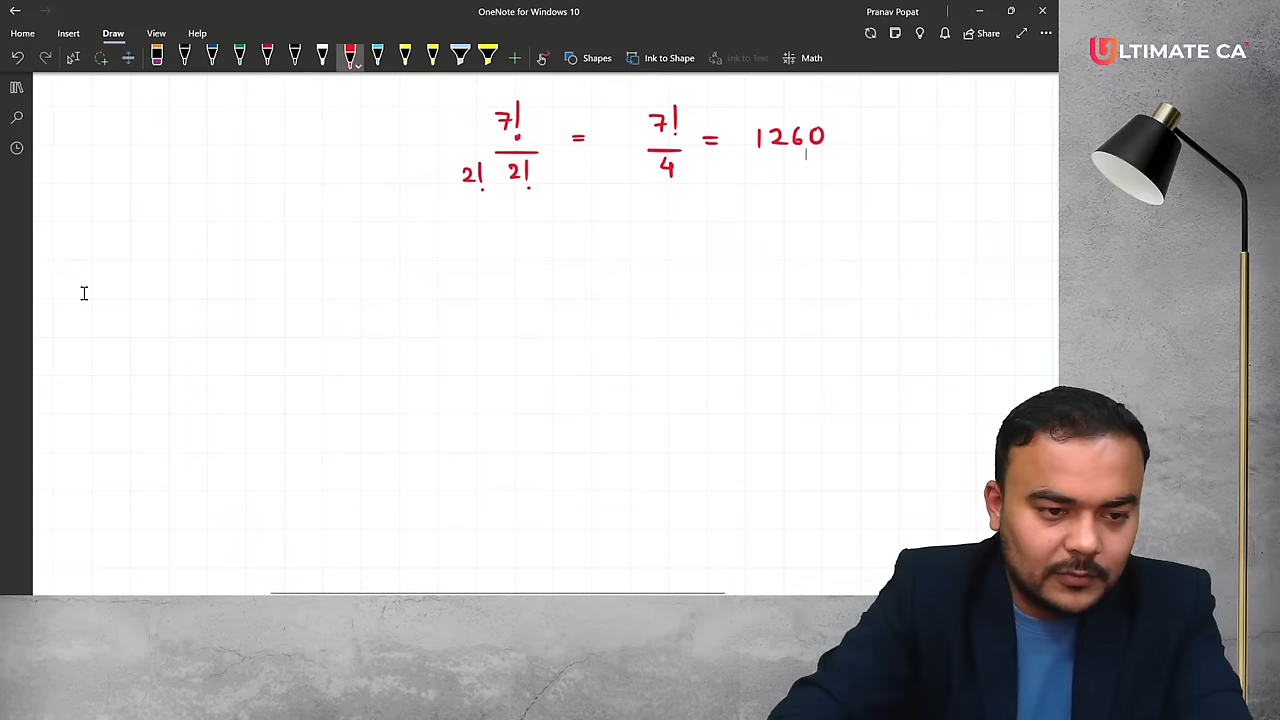 OneNote for Windows 10
Pranav Popat
Home Insert Draw View Help
Share
Shapes Ink to Shape Ink to Text Math
ULTIMATE CA
7! / 2! 2! = 7! / 4 = 1260